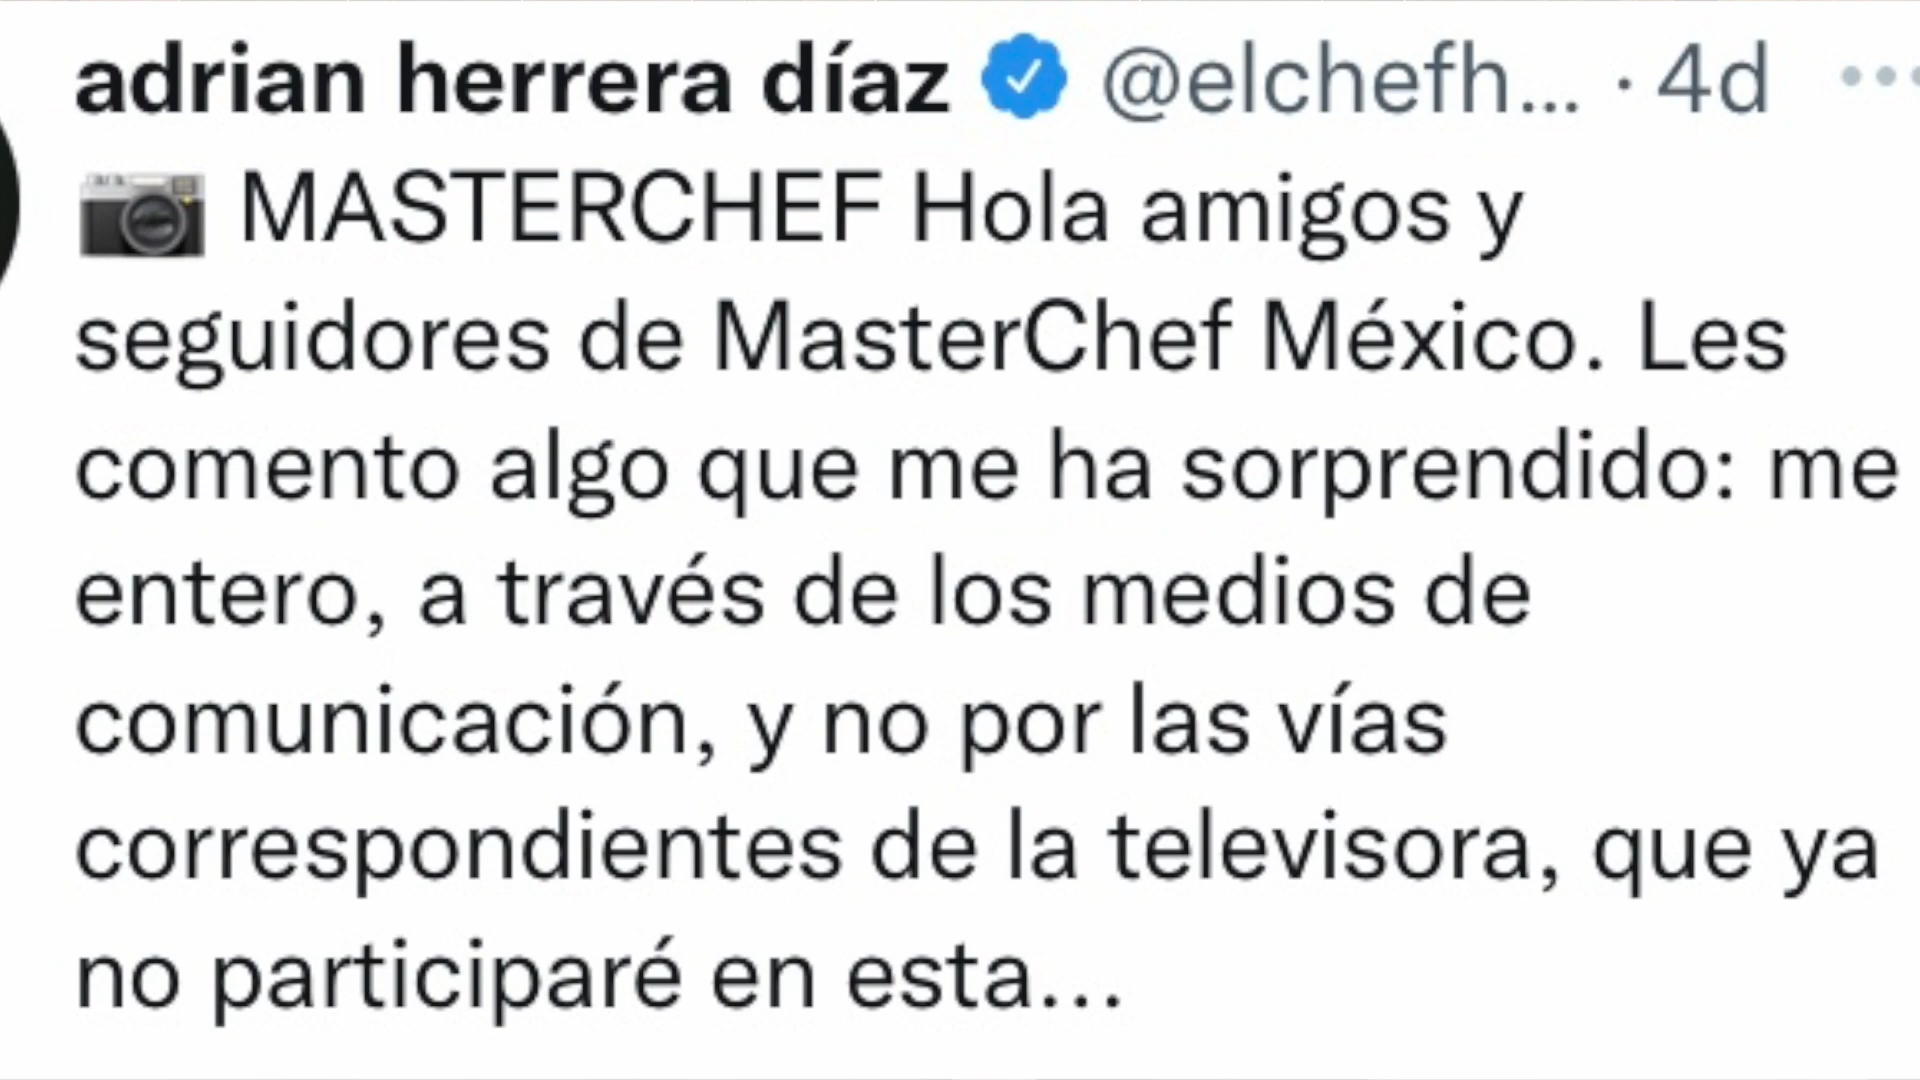 adrian herrera díaz @elchefh... · 4d
MASTERCHEF Hola amigos y
seguidores de MasterChef México. Les
comento algo que me ha sorprendido: me
entero, a través de los medios de
comunicación, y no por las vías
correspondientes de la televisora, que ya
no participaré en esta...